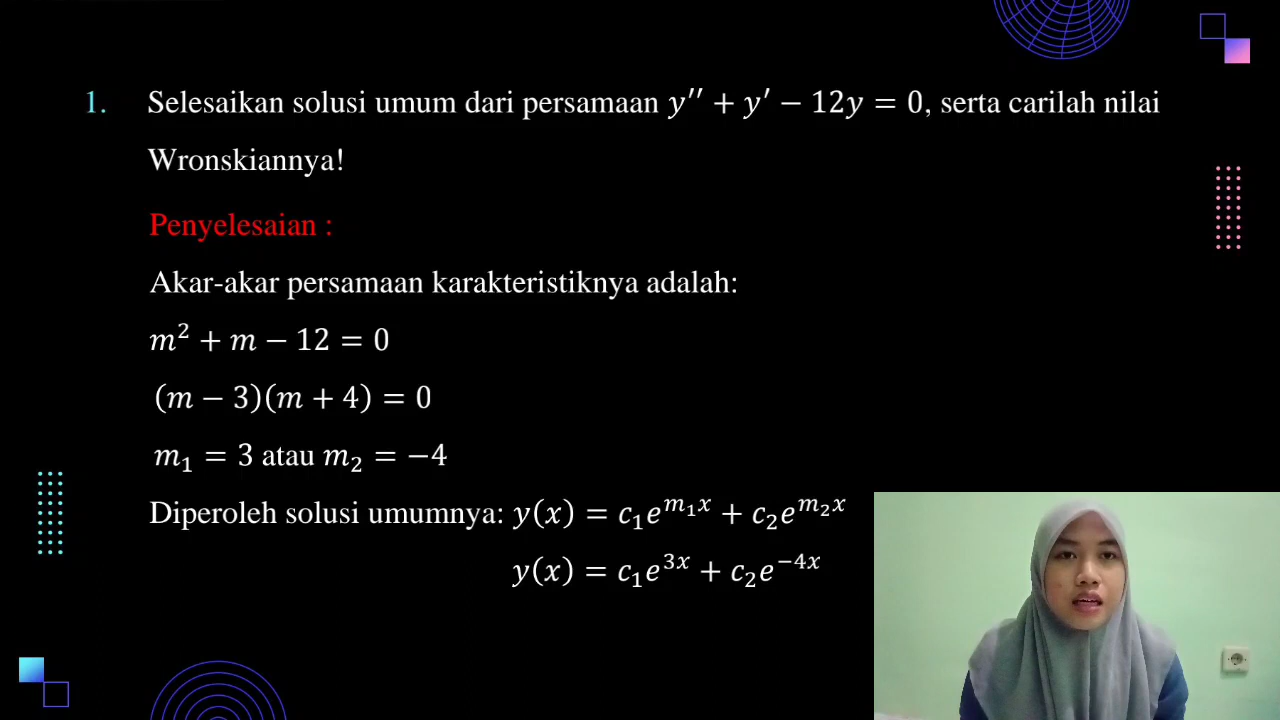 1. Selesaikan solusi umum dari persamaan y′′ + y′ − 12y = 0, serta carilah nilai
Wronskiannya!
Penyelesaian :
Akar-akar persamaan karakteristiknya adalah:
m² + m − 12 = 0
(m − 3)(m + 4) = 0
m₁ = 3 atau m₂ = −4
Diperoleh solusi umumnya: y(x) = c₁e^{m₁x} + c₂e^{m₂x}
y(x) = c₁e^{3x} + c₂e^{−4x}